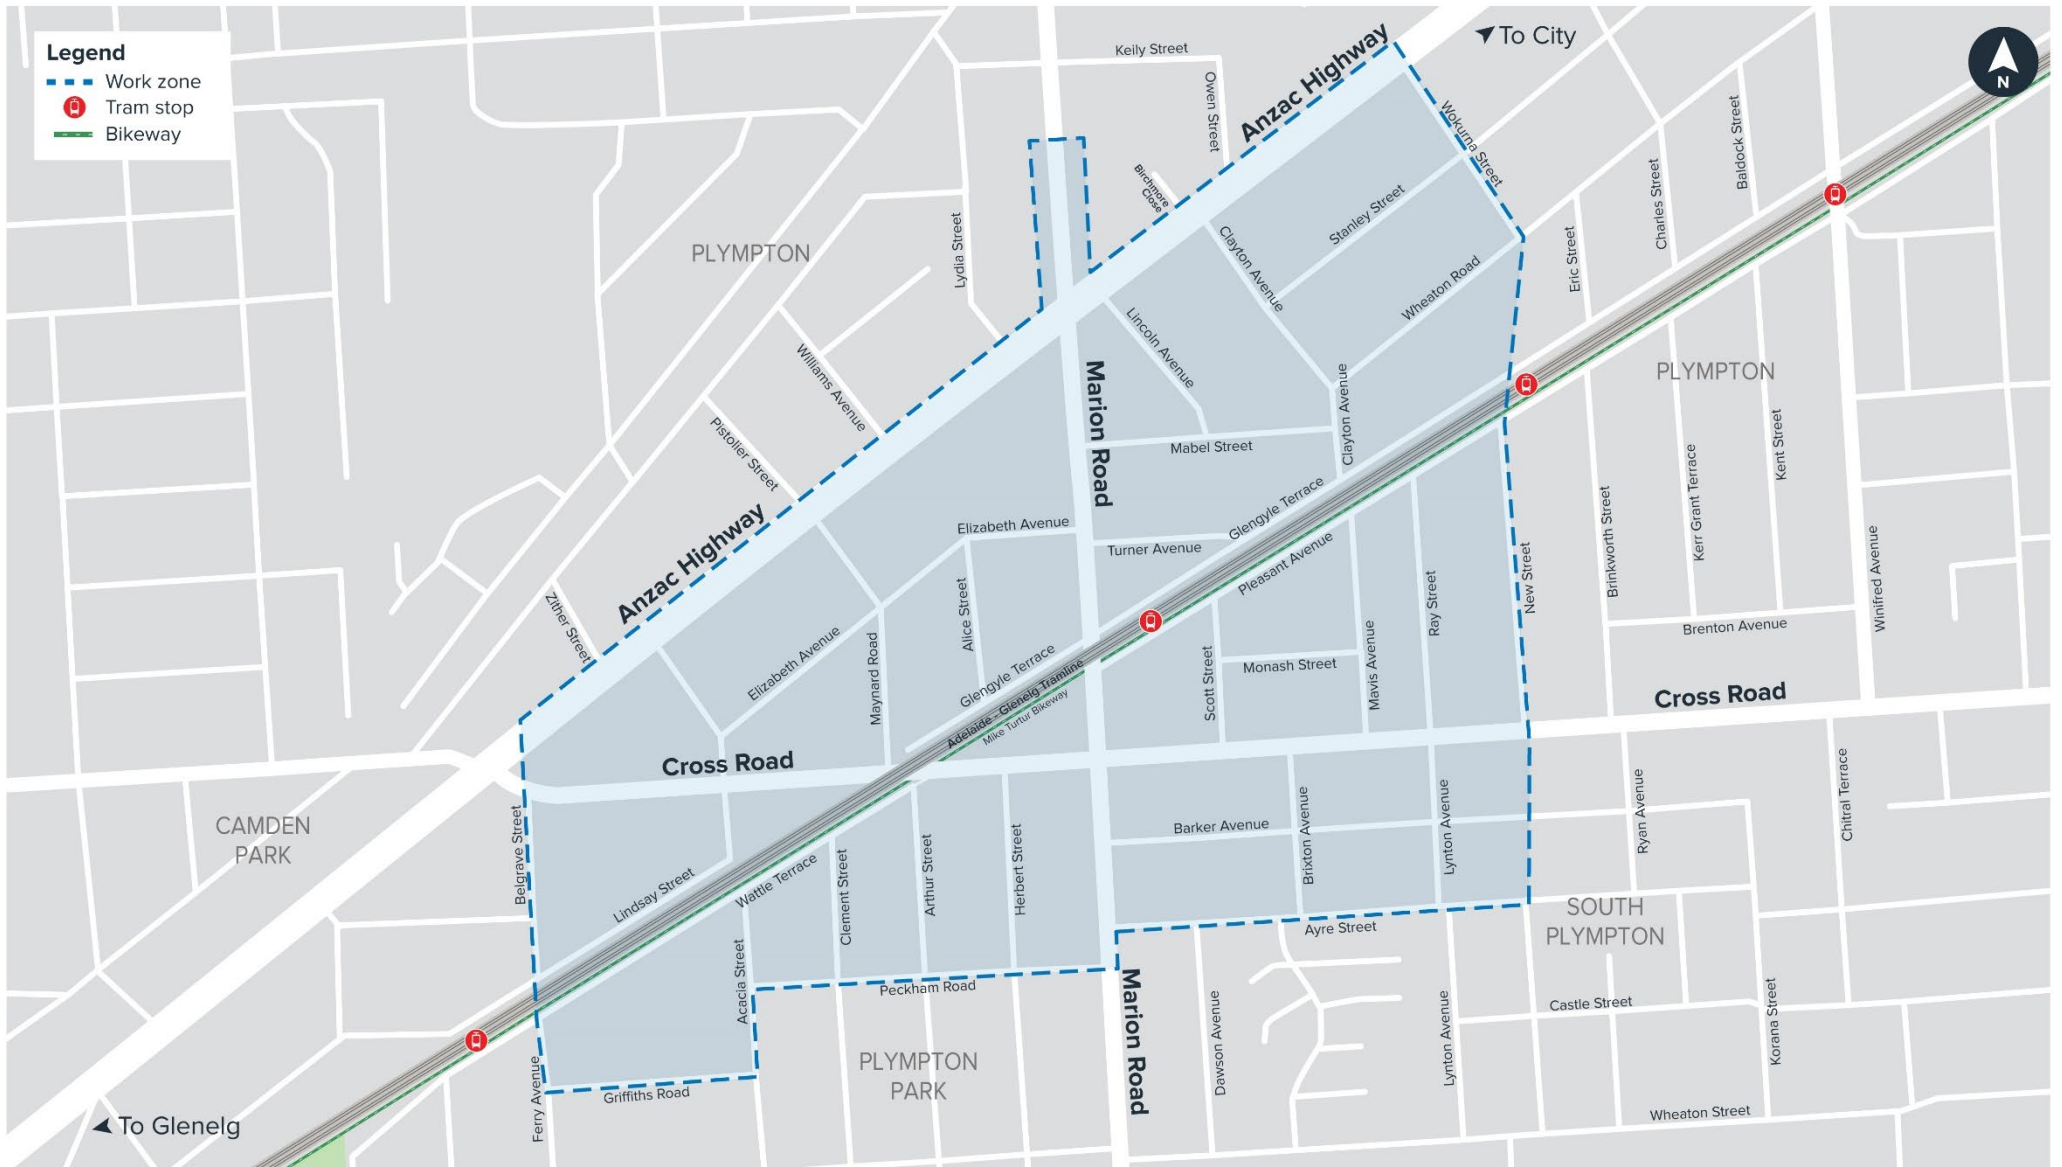 Legend
Work zone
Tram stop
Bikeway
To City
N
Keily Street
Owen Street
Anzac Highway
Wokurna Street
Birchmore
Close
Stanley Street
Clayton Avenue
Wheaton Road
Lincoln Avenue
Baldock Street
Charles Street
Eric Street
Lydia Street
PLYMPTON
Williams Avenue
Pistolier Street
Marion Road
Clayton Avenue
Mabel Street
PLYMPTON
Kent Street
Kerr Grant Terrace
Brinkworth Street
Winifred Avenue
Anzac Highway
Elizabeth Avenue
Turner Avenue
Glengyle Terrace
Pleasant Avenue
New Street
Zither Street
Alice Street
Elizabeth Avenue
Maynard Road
Glengyle Terrace
Adelaide - Glenelg Tramline
Mike Turtur Bikeway
Scott Street
Monash Street
Mavis Avenue
Ray Street
Brenton Avenue
Cross Road
Cross Road
CAMDEN
PARK
Belgrave Street
Lindsay Street
Wattle Terrace
Clement Street
Arthur Street
Herbert Street
Barker Avenue
Brixton Avenue
Lynton Avenue
Ryan Avenue
Chitral Terrace
SOUTH
PLYMPTON
Ayre Street
Acacia Street
Peckham Road
Marion Road
Dawson Avenue
Lynton Avenue
Castle Street
Korana Street
PLYMPTON
PARK
Ferry Avenue
Griffiths Road
Wheaton Street
To Glenelg